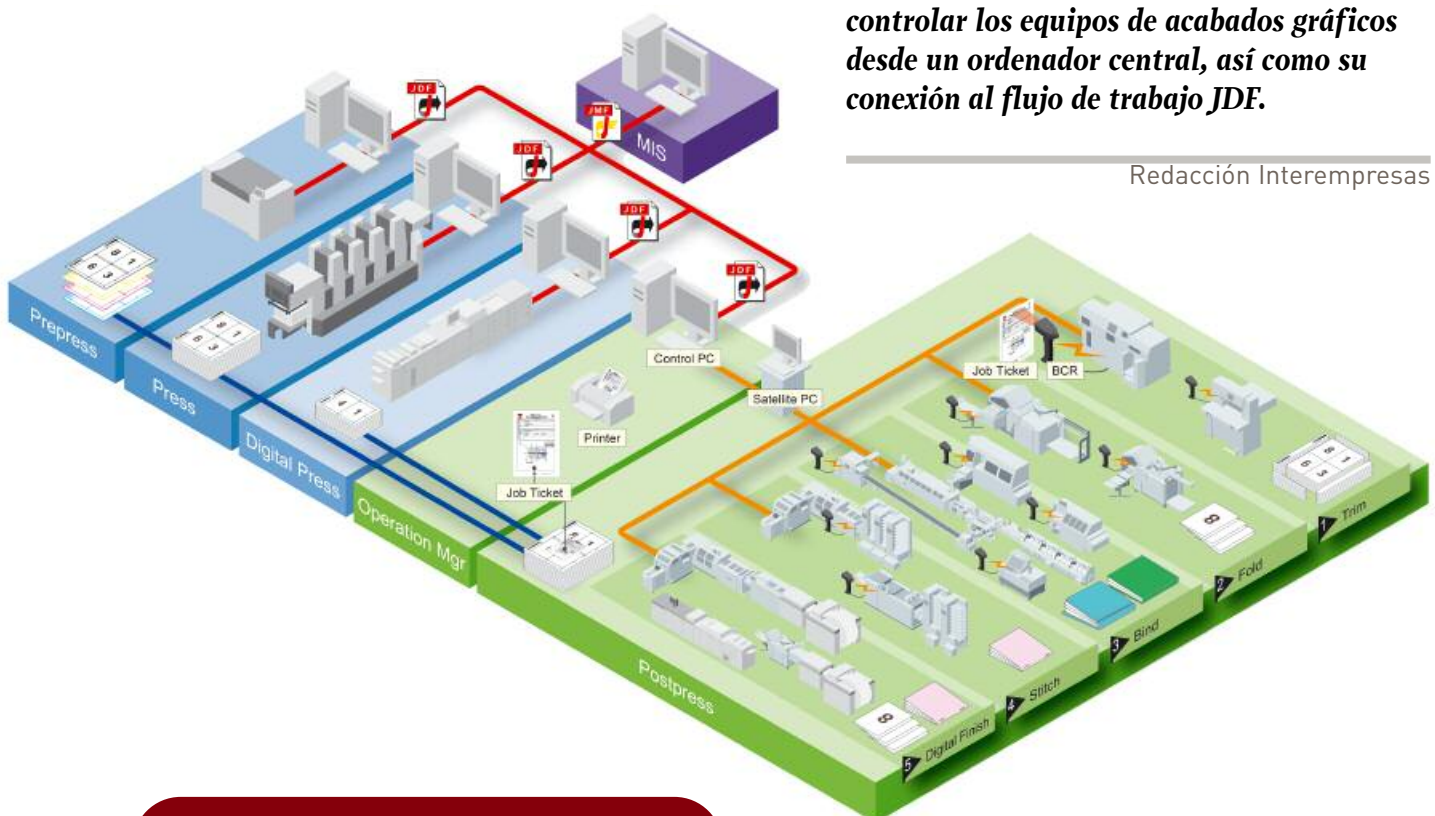 controlar los equipos de acabados gráficos
desde un ordenador central, así como su
conexión al flujo de trabajo JDF.
Redacción Interempresas
JDF
JMF
MIS
JDF
JDF
JDF
Prepress
Press
Digital Press
Operation Mgr
Postpress
Control PC
Satellite PC
Printer
Job Ticket
Job Ticket
BCR
1 Trim
2 Fold
3 Bind
4 Stitch
5 Digital Finish